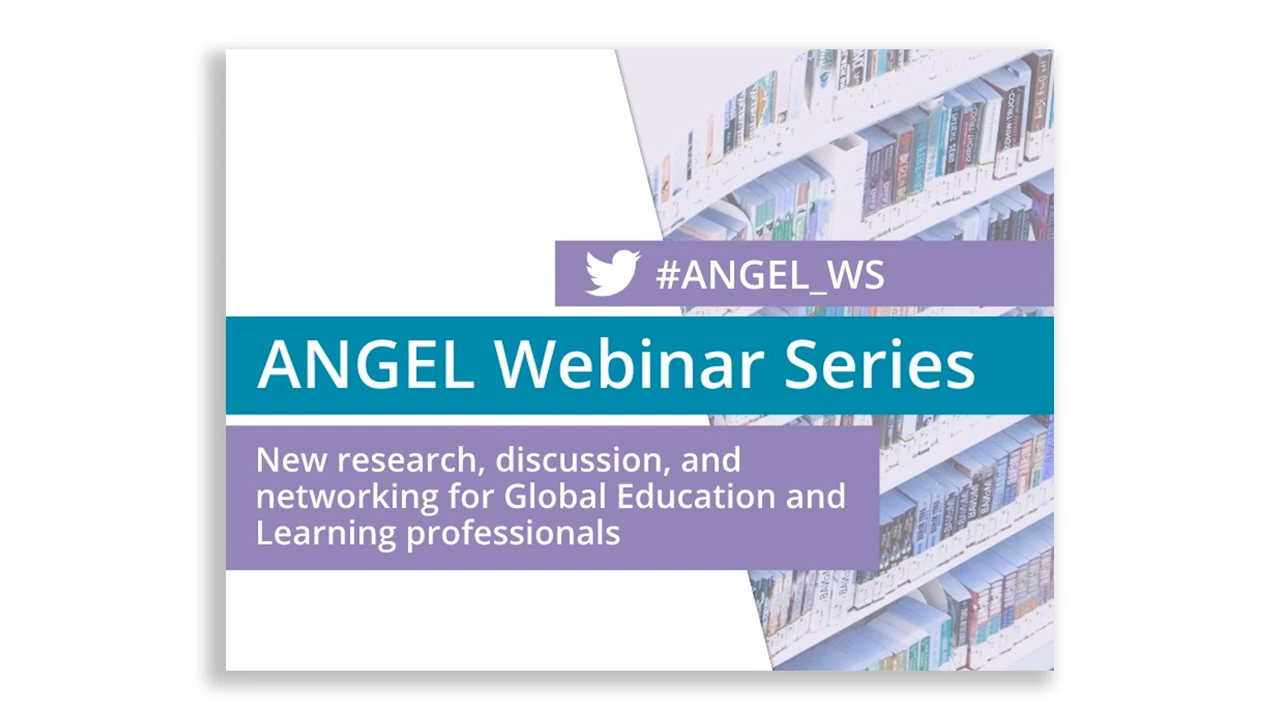 #ANGEL_WS
ANGEL Webinar Series
New research, discussion, and
networking for Global Education and
Learning professionals